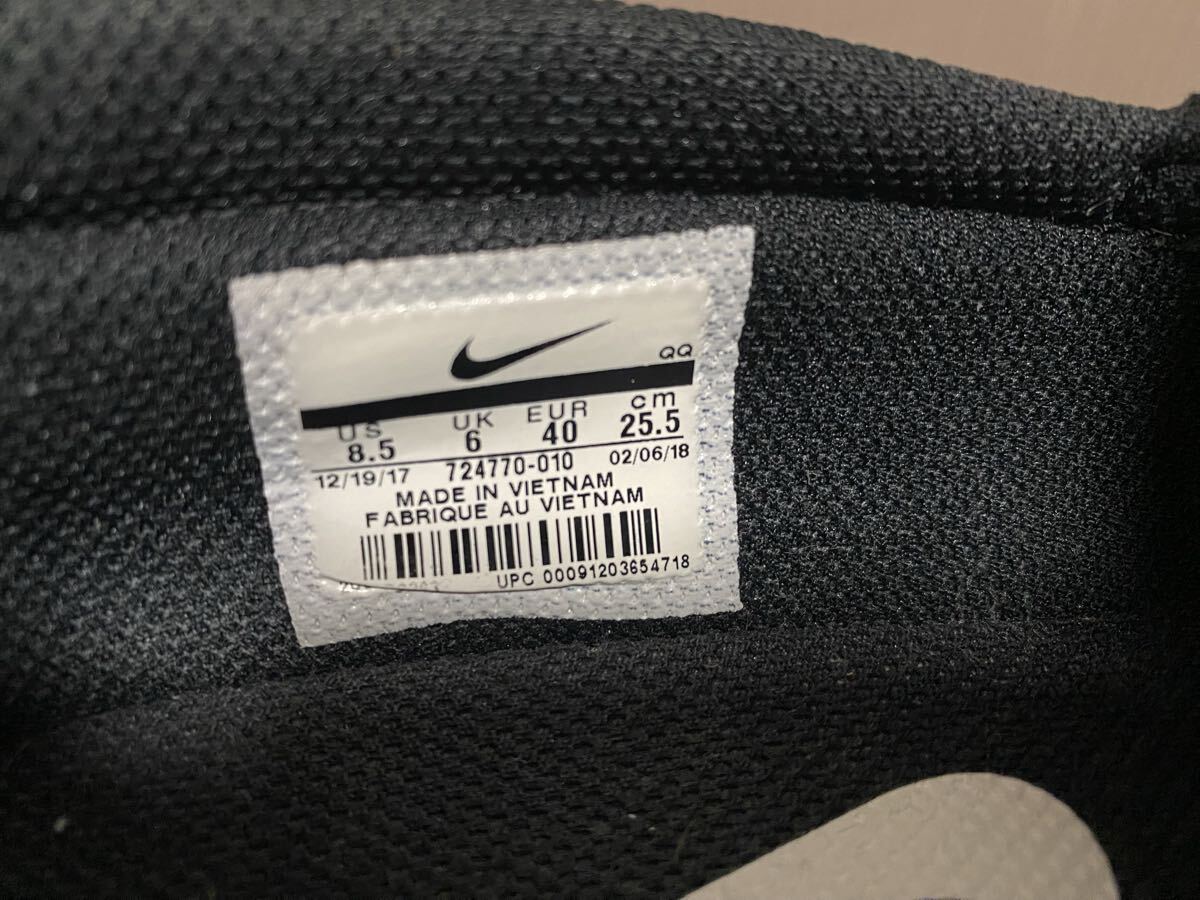 QQ
US UK EUR cm
8.5 6 40 25.5
12/19/17 724770-010 02/06/18
MADE IN VIETNAM
FABRIQUE AU VIETNAM
UPC 00091203654718